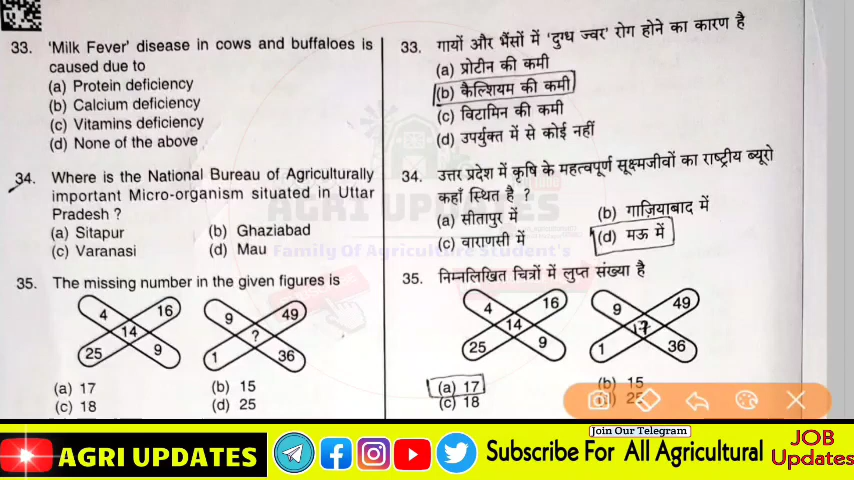 33. 'Milk Fever' disease in cows and buffaloes is
caused due to
(a) Protein deficiency
(b) Calcium deficiency
(c) Vitamins deficiency
(d) None of the above
34. Where is the National Bureau of Agriculturally
important Micro-organism situated in Uttar
Pradesh ?
(a) Sitapur (b) Ghaziabad
(c) Varanasi (d) Mau
35. The missing number in the given figures is
4 16 9 49
14 ?
25 9 1 36
(a) 17 (b) 15
(c) 18 (d) 25
33. गायों और भैंसों में 'दुग्ध ज्वर' रोग होने का कारण है
(a) प्रोटीन की कमी
(b) कैल्शियम की कमी
(c) विटामिन की कमी
(d) उपर्युक्त में से कोई नहीं
34. उत्तर प्रदेश में कृषि के महत्वपूर्ण सूक्ष्मजीवों का राष्ट्रीय ब्यूरो
कहाँ स्थित है ?
(a) सीतापुर में (b) गाज़ियाबाद में
(c) वाराणसी में (d) मऊ में
35. निम्नलिखित चित्रों में लुप्त संख्या है
4 16 9 49
14 17
25 9 1 36
(a) 17 (b) 15
(c) 18
AGRI UPDATES
Family Of Agriculture Student's
AGRI UPDATES
Join Our Telegram
Subscribe For All Agricultural
JOB
Updates